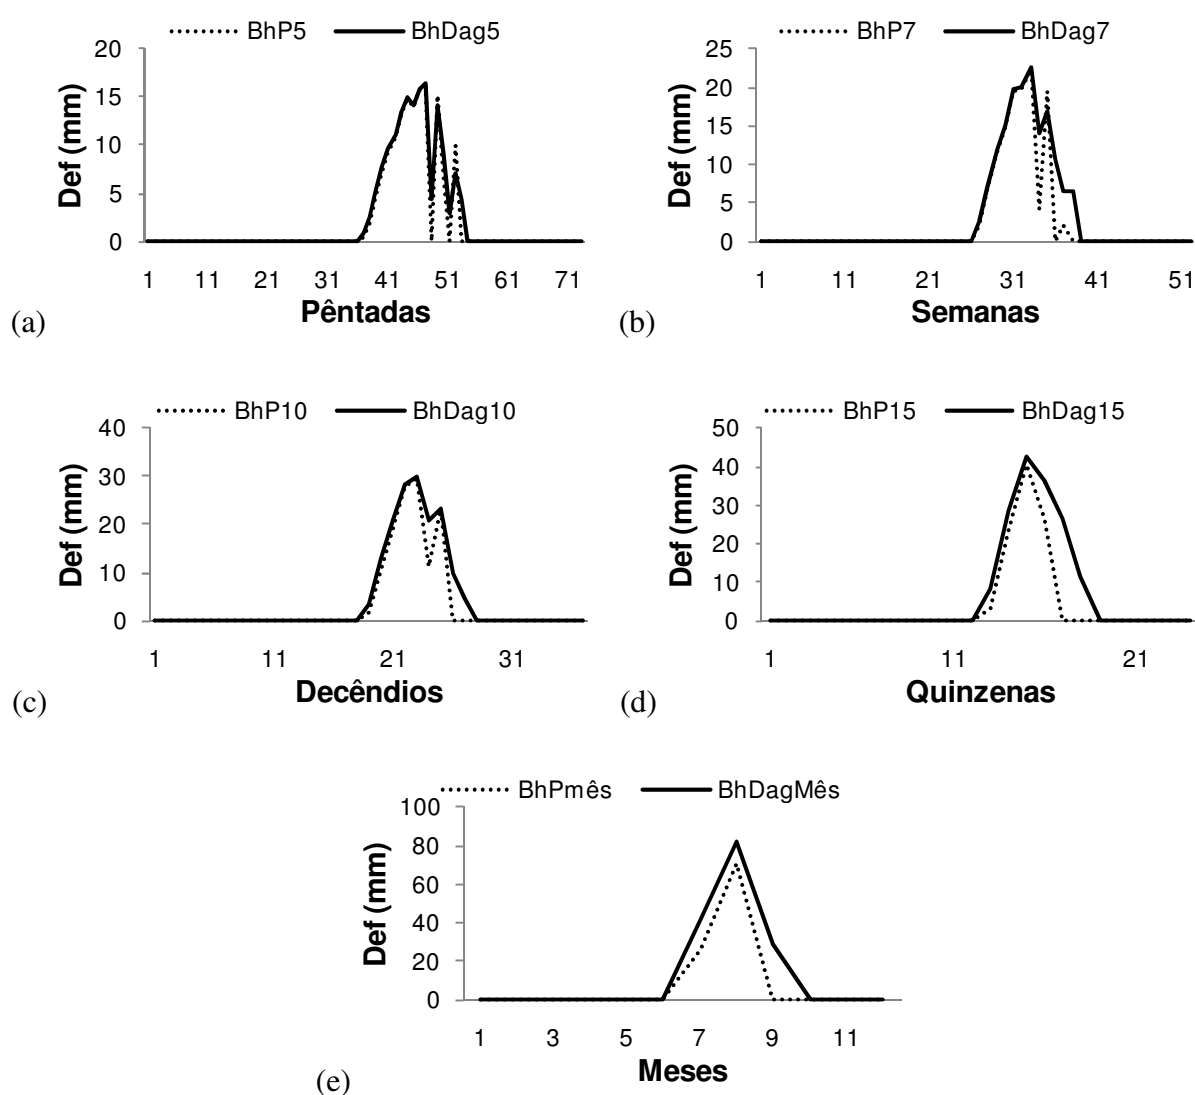 BhP5 BhDag5
20
15
10
5
0
Def (mm)
1 11 21 31 41 51 61 71
Pêntadas
(a)
BhP7 BhDag7
25
20
15
10
5
0
Def (mm)
1 11 21 31 41 51
Semanas
(b)
BhP10 BhDag10
40
30
20
10
0
Def (mm)
1 11 21 31
Decêndios
(c)
BhP15 BhDag15
50
40
30
20
10
0
Def (mm)
1 11 21
Quinzenas
(d)
BhPmês BhDagMês
100
80
60
40
20
0
Def (mm)
1 3 5 7 9 11
Meses
(e)